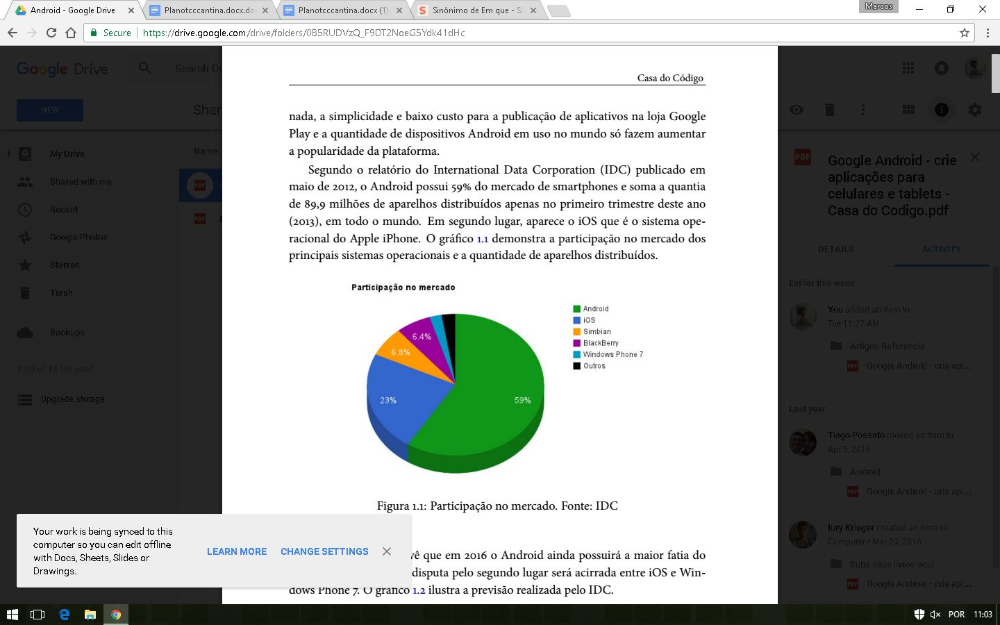 Marcos
Android - Google Drive
Planotcccantina.docx.do
Planotcccantina.docx (1)
Sinônimo de Em que - Si
Secure
https://drive.google.com/drive/folders/0B5RUDVzQ_F9DT2NoeG5Ydk41dHc
Google Drive
Search Dr
NEW
Shar
My Drive
Shared with me
Recent
Google Photos
Starred
Trash
Backups
7 GB of 15 GB used
Upgrade storage
Name
Casa do Código
nada, a simplicidade e baixo custo para a publicação de aplicativos na loja Google
Play e a quantidade de dispositivos Android em uso no mundo só fazem aumentar
a popularidade da plataforma.
Segundo o relatório do International Data Corporation (IDC) publicado em
maio de 2012, o Android possui 59% do mercado de smartphones e soma a quantia
de 89,9 milhões de aparelhos distribuídos apenas no primeiro trimestre deste ano
(2013), em todo o mundo. Em segundo lugar, aparece o iOS que é o sistema ope-
racional do Apple iPhone. O gráfico 1.1 demonstra a participação no mercado dos
principais sistemas operacionais e a quantidade de aparelhos distribuídos.
Participação no mercado
Android
iOS
Simbian
BlackBerry
Windows Phone 7
Outros
6.4%
6.8%
23%
59%
Figura 1.1: Participação no mercado. Fonte: IDC
vê que em 2016 o Android ainda possuirá a maior fatia do
disputa pelo segundo lugar será acirrada entre iOS e Win-
dows Phone 7. O gráfico 1.2 ilustra a previsão realizada pelo IDC.
Your work is being synced to this
computer so you can edit offline
with Docs, Sheets, Slides or
Drawings.
LEARN MORE
CHANGE SETTINGS
PDF
PDF
PDF
Google Android - crie
aplicações para
celulares e tablets -
Casa do Codigo.pdf
DETAILS
ACTIVITY
Earlier this week
You added an item to
Tue 11:27 AM
Artigos Referencia
PDF
Google Android - crie apl...
Last year
Tiago Possato moved an item to
Apr 5, 2016
Android
PDF
Google Android - crie apl...
Iury Krieger created an item in
Computer • Mar 20, 2016
Suba seus livros aqui
PDF
Google Android - crie apl...
POR
11:03